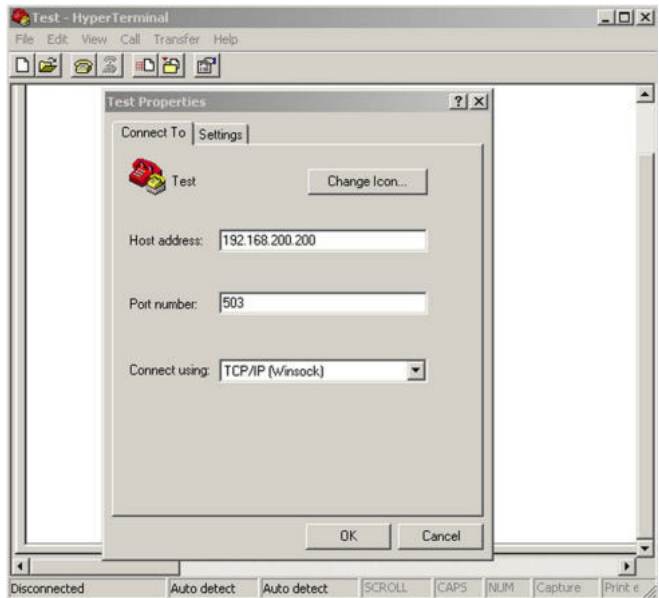 Test - HyperTerminal
File Edit View Call Transfer Help
Test Properties
Connect To Settings
Test
Change Icon...
Host address: 192.168.200.200
Port number: 503
Connect using: TCP/IP (Winsock)
OK Cancel
Disconnected Auto detect Auto detect SCROLL CAPS NUM Capture Print e